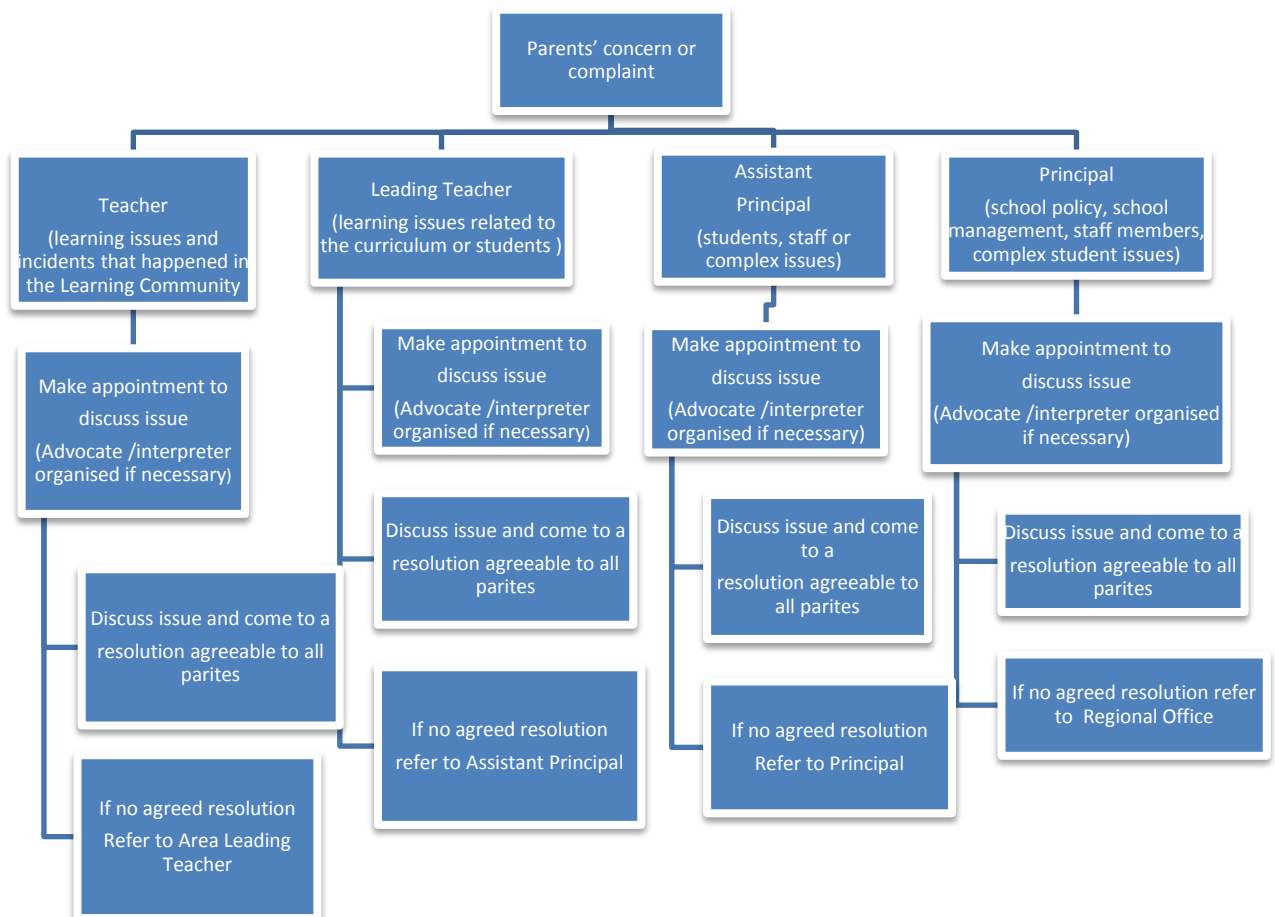 Parents’ concern or
complaint
Teacher
(learning issues and
incidents that happened in
the Learning Community
Make appointment to
discuss issue
(Advocate /interpreter
organised if necessary)
Discuss issue and come to a
resolution agreeable to all
parites
If no agreed resolution
Refer to Area Leading
Teacher
Leading Teacher
(learning issues related to
the curriculum or students )
Make appointment to
discuss issue
(Advocate /interpreter
organised if necessary)
Discuss issue and come to a
resolution agreeable to all
parites
If no agreed resolution
refer to Assistant Principal
Assistant
Principal
(students, staff or
complex issues)
Make appointment to
discuss issue
(Advocate /interpreter
organised if necessary)
Discuss issue and come
to a
resolution agreeable to
all parites
If no agreed resolution
Refer to Principal
Principal
(school policy, school
management, staff members,
complex student issues)
Make appointment to
discuss issue
(Advocate /interpreter organised
if necessary)
Discuss issue and come to a
resolution agreeable to all
parites
If no agreed resolution refer
to  Regional Office